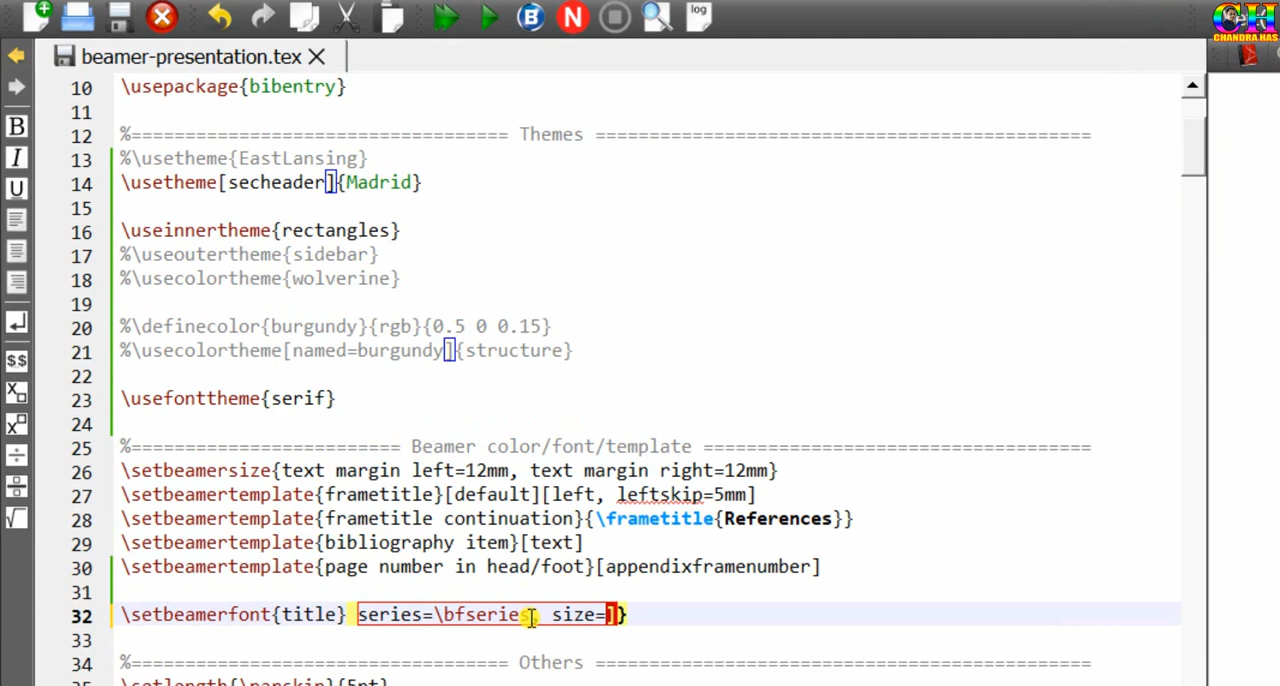 log
CHANDRA HAS
beamer-presentation.tex
B
I
U
$$
10 \usepackage{bibentry}
11
12 %=================================== Themes ==============================================
13 %\usetheme{EastLansing}
14 \usetheme[secheader]{Madrid}
15
16 \useinnertheme{rectangles}
17 %\useoutertheme{sidebar}
18 %\usecolortheme{wolverine}
19
20 %\definecolor{burgundy}{rgb}{0.5 0 0.15}
21 %\usecolortheme[named=burgundy]{structure}
22
23 \usefonttheme{serif}
24
25 %========================= Beamer color/font/template ====================================
26 \setbeamersize{text margin left=12mm, text margin right=12mm}
27 \setbeamertemplate{frametitle}[default][left, leftskip=5mm]
28 \setbeamertemplate{frametitle continuation}{\frametitle{References}}
29 \setbeamertemplate{bibliography item}[text]
30 \setbeamertemplate{page number in head/foot}[appendixframenumber]
31
32 \setbeamerfont{title} series=\bfseries, size=]}
33
34 %=================================== Others ==============================================